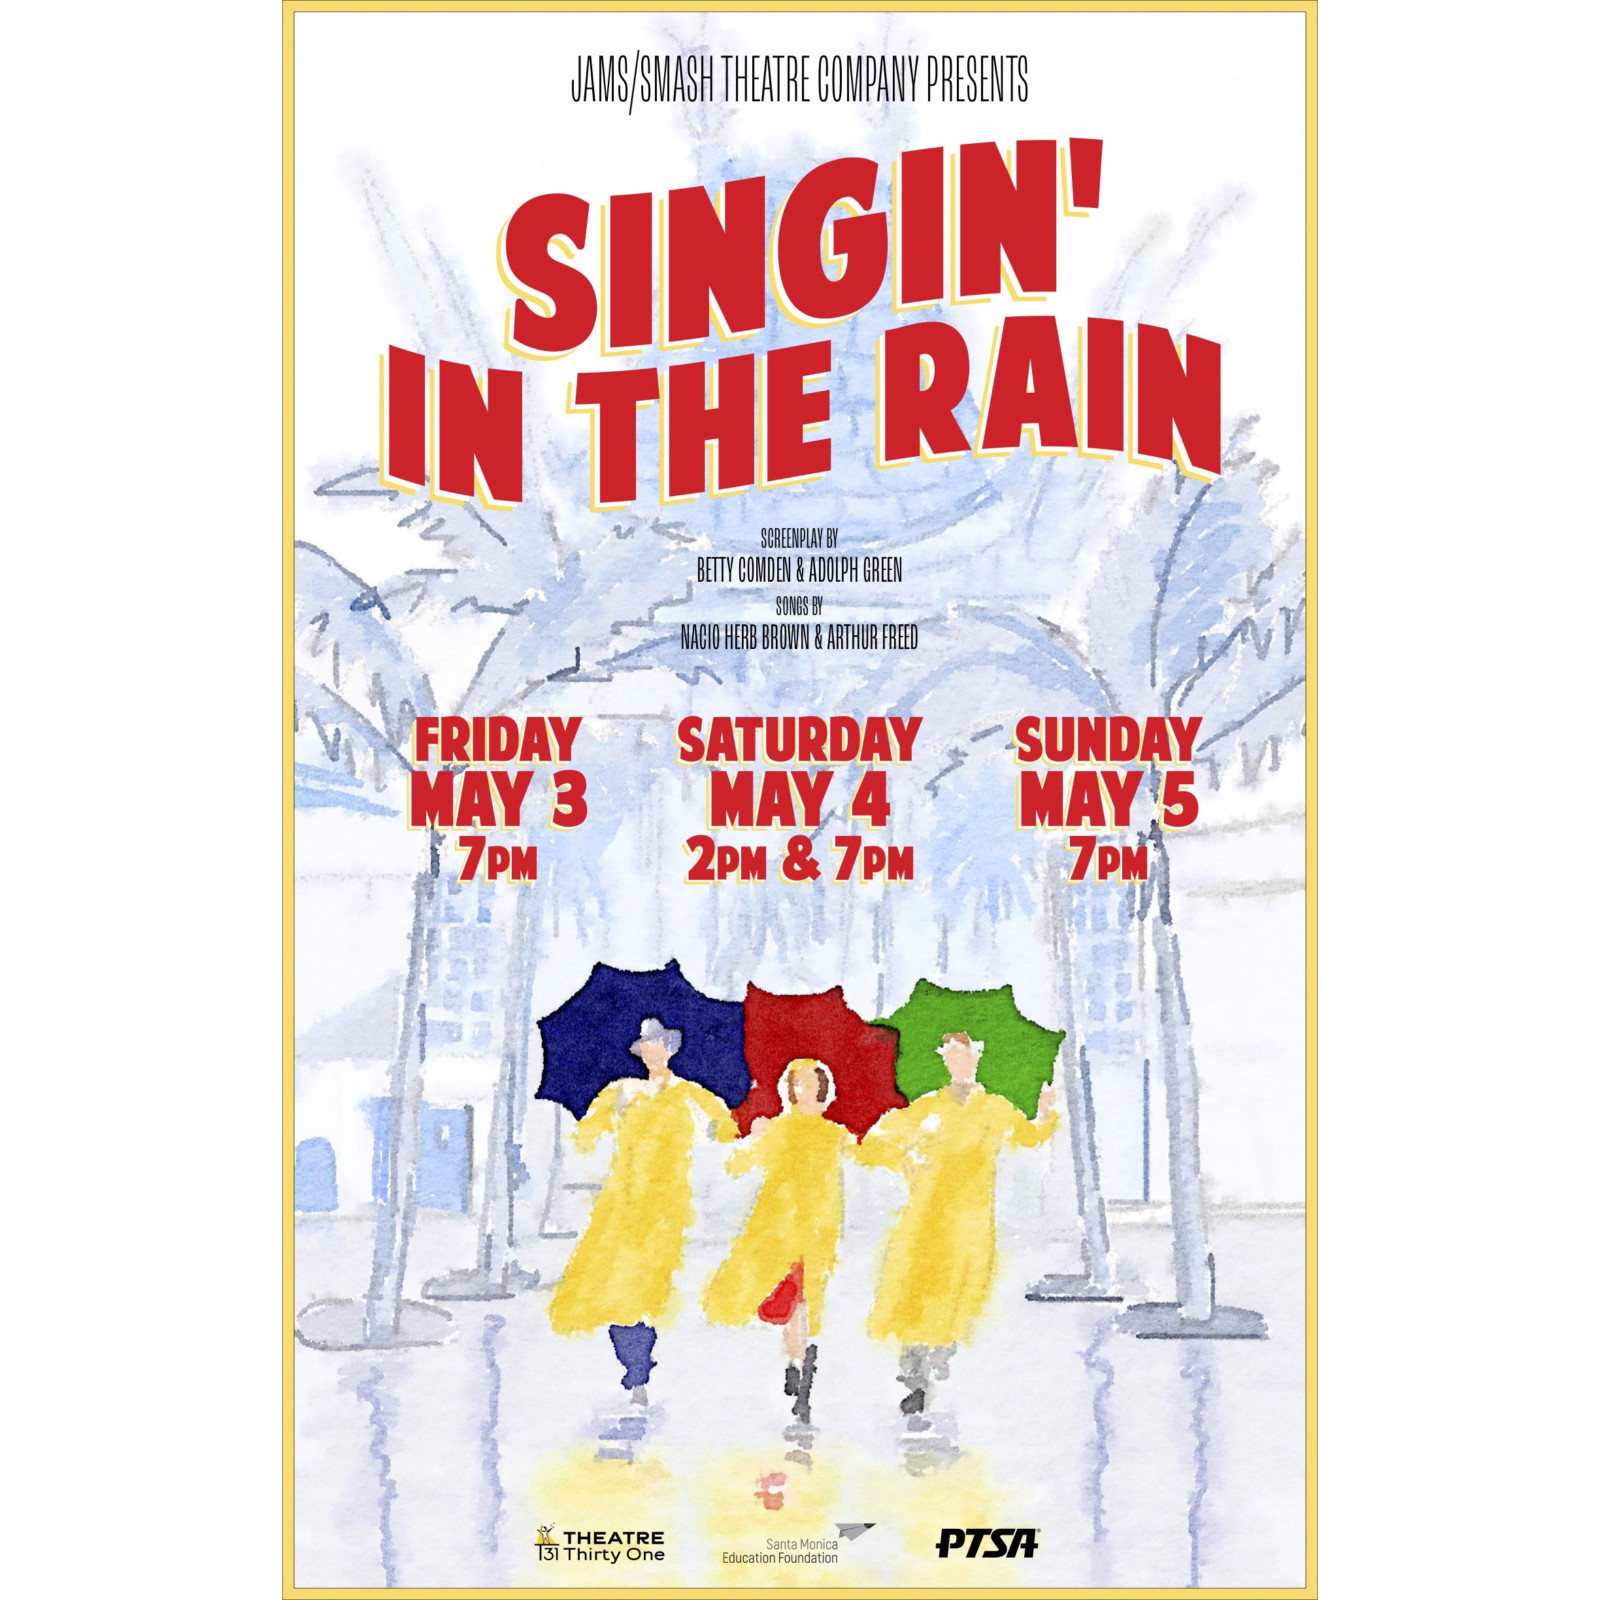 JAMS/SMASH THEATRE COMPANY PRESENTS
SINGIN'
IN THE RAIN
SCREENPLAY BY
BETTY COMDEN & ADOLPH GREEN
SONGS BY
NACIO HERB BROWN & ARTHUR FREED
FRIDAY
MAY 3
7PM
SATURDAY
MAY 4
2PM & 7PM
SUNDAY
MAY 5
7PM
131 THEATRE
Thirty One
Santa Monica
Education Foundation
PTSA